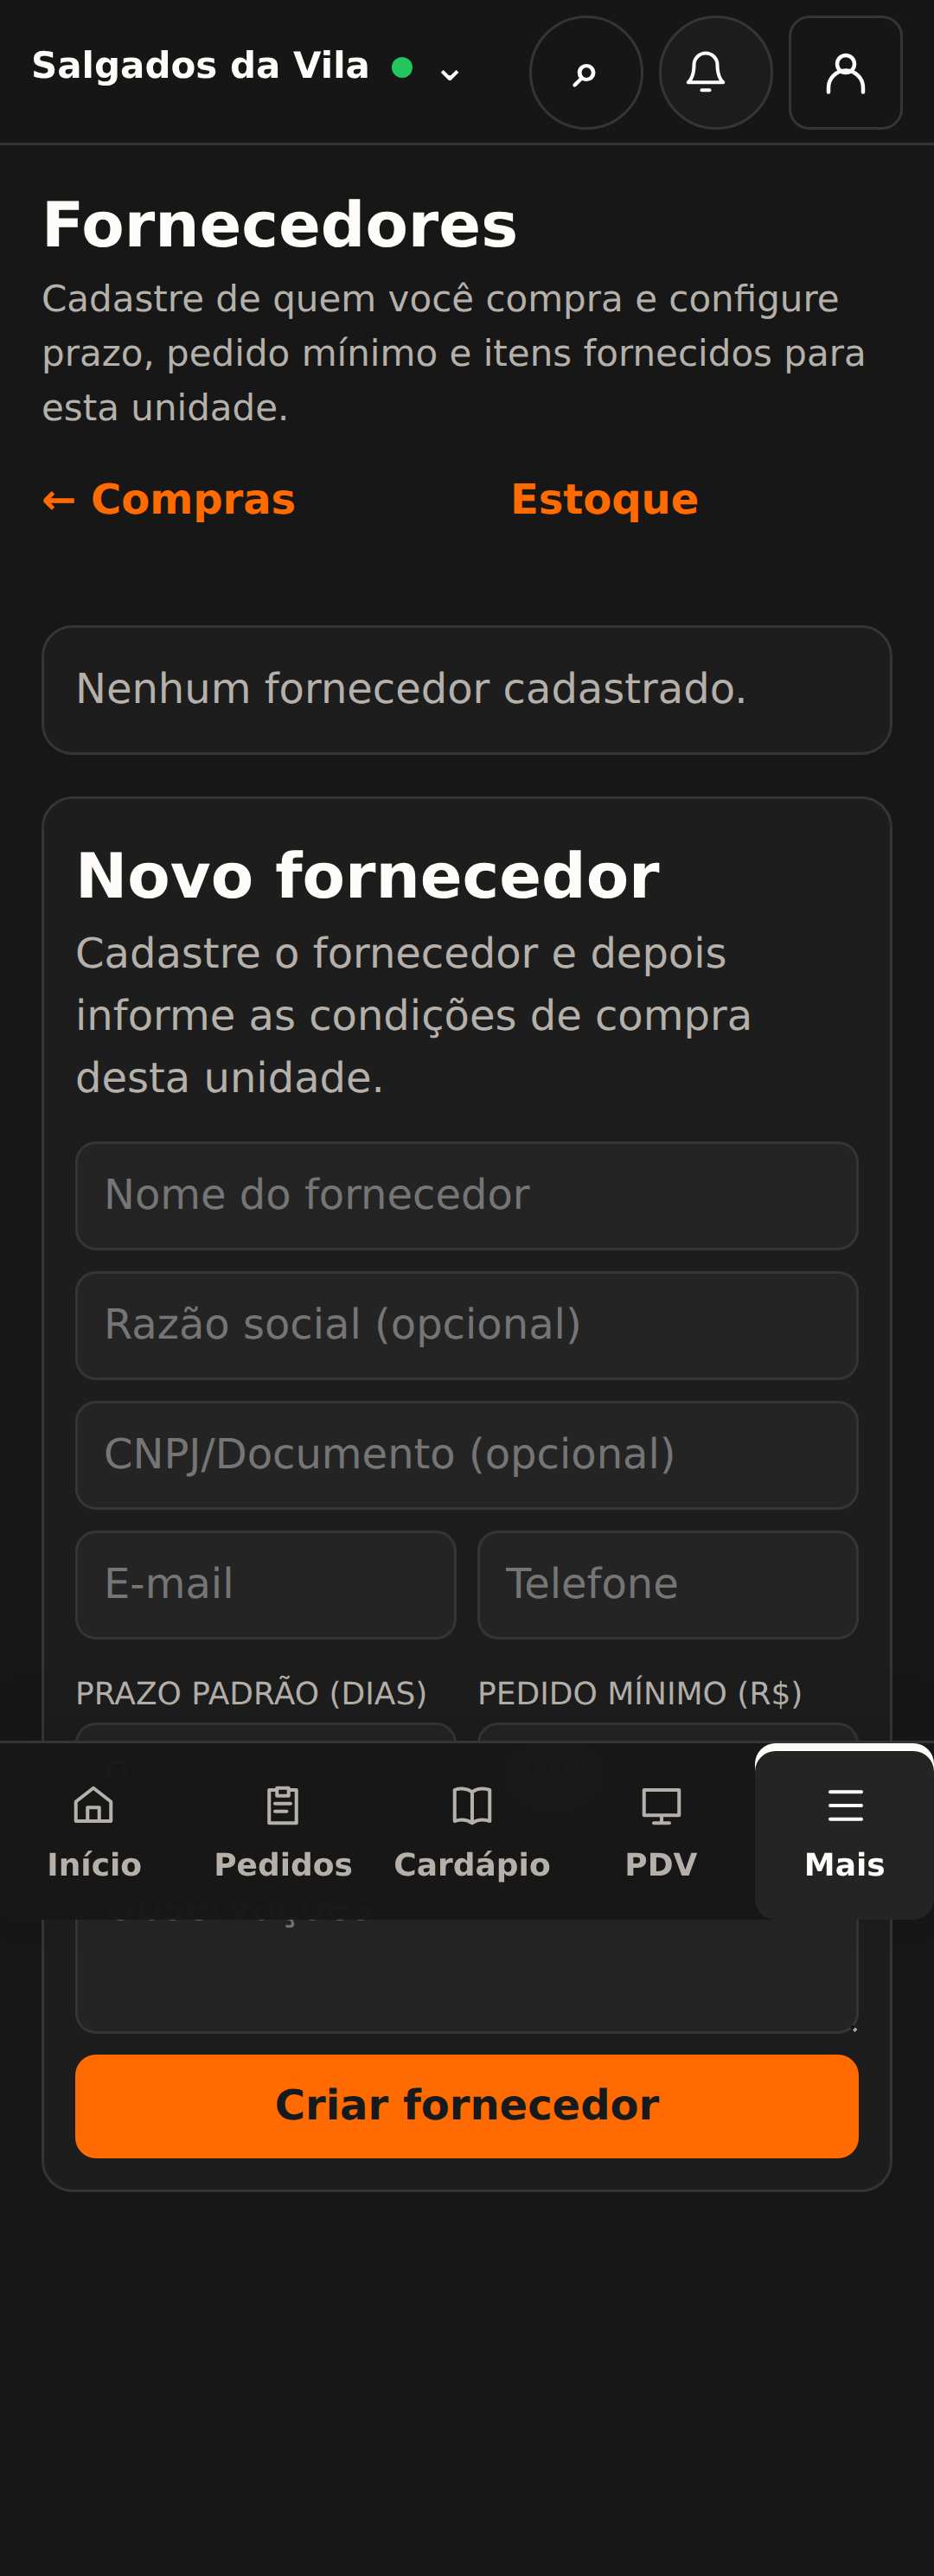 Salgados da Vila
Fornecedores
Cadastre de quem você compra e configure
prazo, pedido mínimo e itens fornecidos para
esta unidade.
← Compras Estoque
Nenhum fornecedor cadastrado.
Novo fornecedor
Cadastre o fornecedor e depois
informe as condições de compra
desta unidade.
Nome do fornecedor
Razão social (opcional)
CNPJ/Documento (opcional)
E-mail Telefone
PRAZO PADRÃO (DIAS) PEDIDO MÍNIMO (R$)
Início Pedidos Cardápio PDV Mais
Criar fornecedor